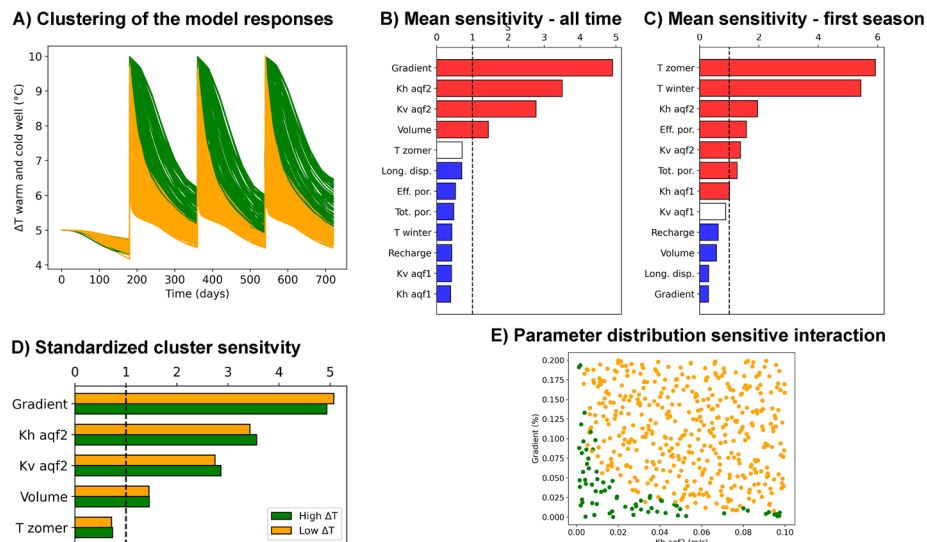 A) Clustering of the model responses
ΔT warm and cold well (°C)
10
9
8
7
6
5
4
0 100 200 300 400 500 600 700
Time (days)
B) Mean sensitivity - all time
S
0 1 2 3 4 5
Gradient
Kh aqf2
Kv aqf2
Volume
T zomer
Long. disp.
Eff. por.
Tot. por.
T winter
Recharge
Kv aqf1
Kh aqf1
C) Mean sensitivity - first season
0 2 4 6
T zomer
T winter
Kh aqf2
Eff. por.
Kv aqf2
Tot. por.
Kh aqf1
Kv aqf1
Recharge
Volume
Long. disp.
Gradient
D) Standardized cluster sensitvity
0 1 2 3 4 5
Gradient
Kh aqf2
Kv aqf2
Volume
T zomer
High ΔT
Low ΔT
E) Parameter distribution sensitive interaction
Gradient (%)
0.200
0.175
0.150
0.125
0.100
0.075
0.050
0.025
0.000
0.00 0.02 0.04 0.06 0.08 0.10
Kh aqf2 (m/s)